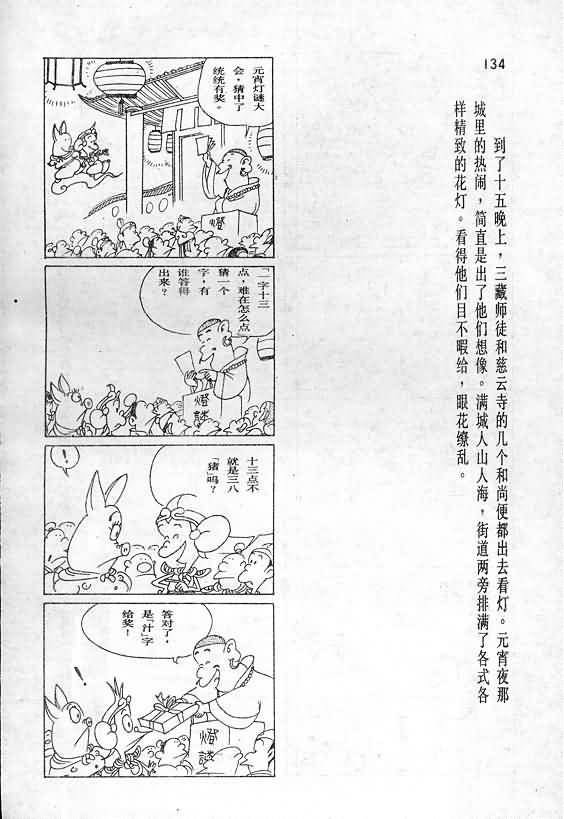 134
到了十五晚上，三藏师徒和慈云寺的几个和尚便都出去看灯。元宵夜那
城里的热闹，简直是出了他们想像。满城人山人海，街道两旁排满了各式各
样精致的花灯。看得他们目不暇给，眼花缭乱。
元宵灯谜大
会，猜中了
统统有奖。
燈
「一字十三
点，难在怎么点
猜一个
字，有
谁答得
出来？
燈謎
十三点不
就是三八
「猪」吗？
！
答对了，
是「汁」字
给奖！
！
燈謎